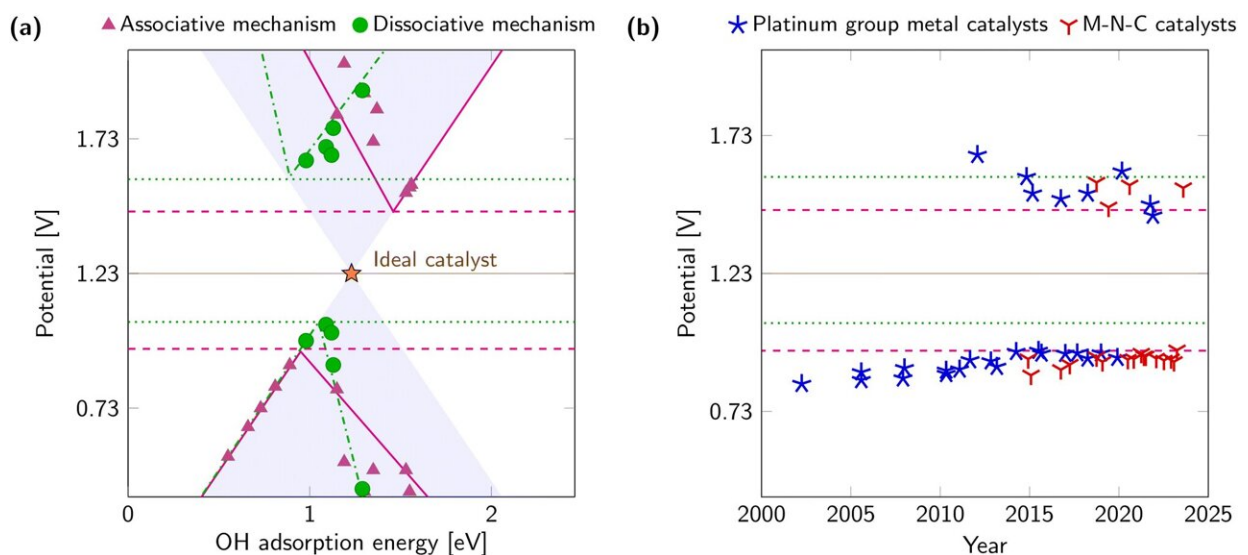 (a)
Associative mechanism Dissociative mechanism
1.73
1.23
0.73
Potential [V]
Ideal catalyst
0 1 2
OH adsorption energy [eV]
(b)
Platinum group metal catalysts M-N-C catalysts
1.73
1.23
0.73
Potential [V]
2000 2005 2010 2015 2020 2025
Year